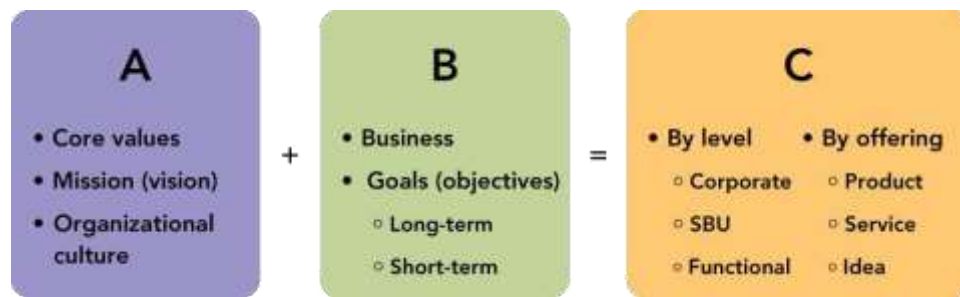 A
• Core values
• Mission (vision)
• Organizational
culture
+
B
• Business
• Goals (objectives)
◦ Long-term
◦ Short-term
=
C
• By level
◦ Corporate
◦ SBU
◦ Functional
• By offering
◦ Product
◦ Service
◦ Idea